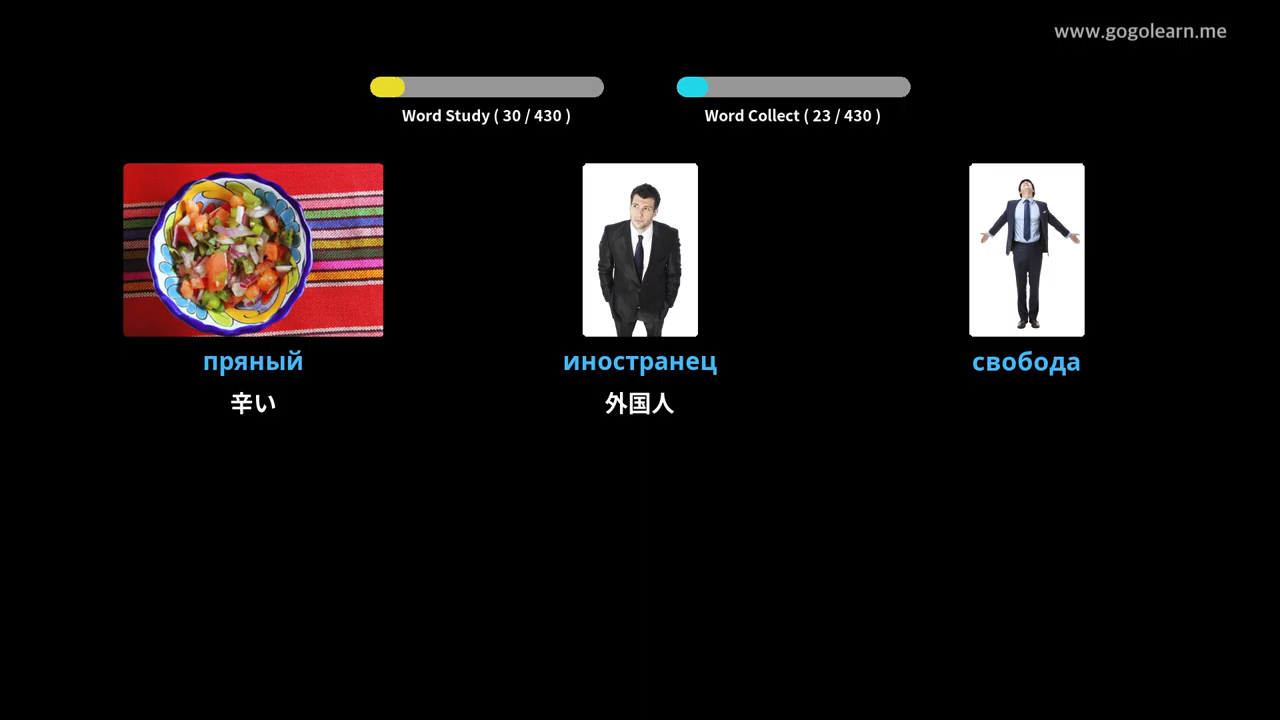 www.gogolearn.me
Word Study ( 30 / 430 )
Word Collect ( 23 / 430 )
пряный
иностранец
свобода
辛い
外国人